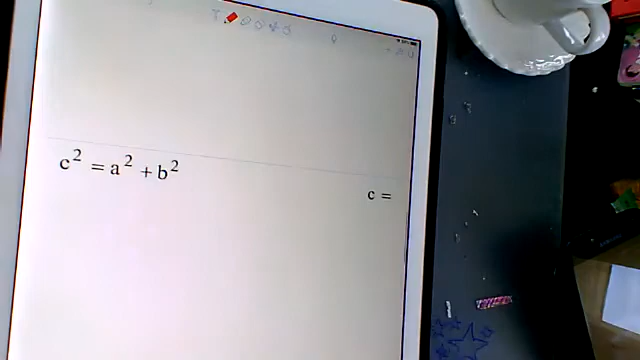 c² = a² + b²
c =